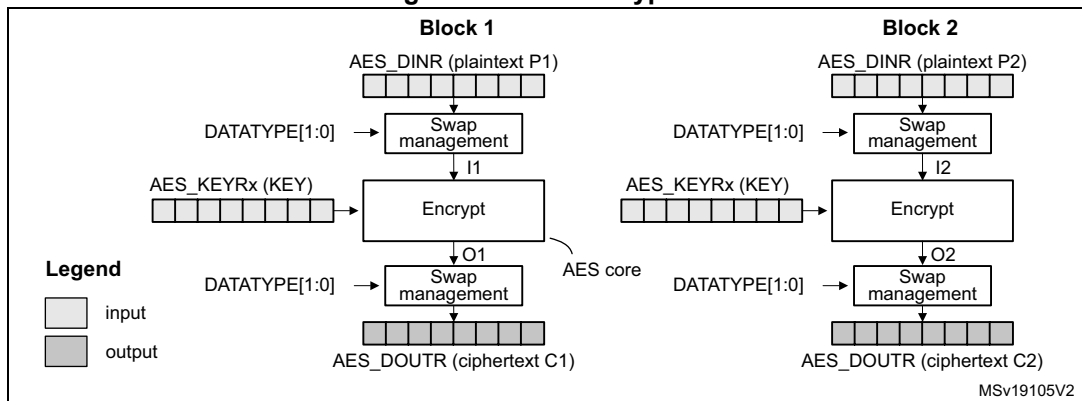 Block 1
AES_DINR (plaintext P1)
DATATYPE[1:0]
Swap
management
I1
AES_KEYRx (KEY)
Encrypt
O1
AES core
DATATYPE[1:0]
Swap
management
AES_DOUTR (ciphertext C1)
Block 2
AES_DINR (plaintext P2)
DATATYPE[1:0]
Swap
management
I2
AES_KEYRx (KEY)
Encrypt
O2
DATATYPE[1:0]
Swap
management
AES_DOUTR (ciphertext C2)
Legend
input
output
MSv19105V2